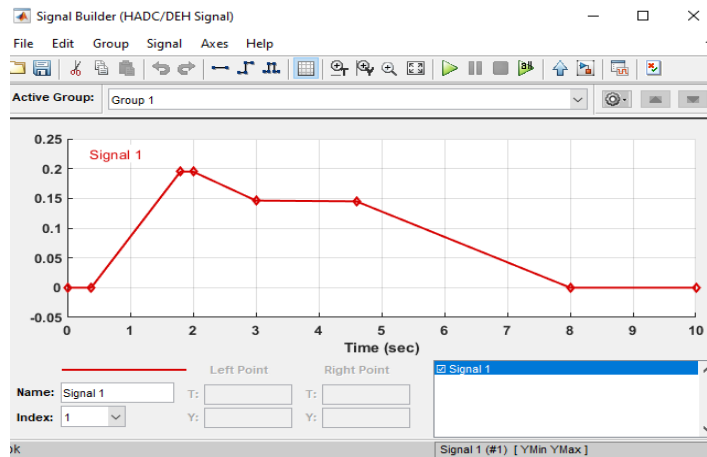 Signal Builder (HADC/DEH Signal)
File Edit Group Signal Axes Help
Active Group: Group 1
0.25
Signal 1
0.2
0.15
0.1
0.05
0
-0.05
0 1 2 3 4 5 6 7 8 9 10
Time (sec)
Left Point Right Point
Signal 1
Name: Signal 1 T: T:
Index: 1 Y: Y:
Signal 1 (#1) [ YMin YMax ]